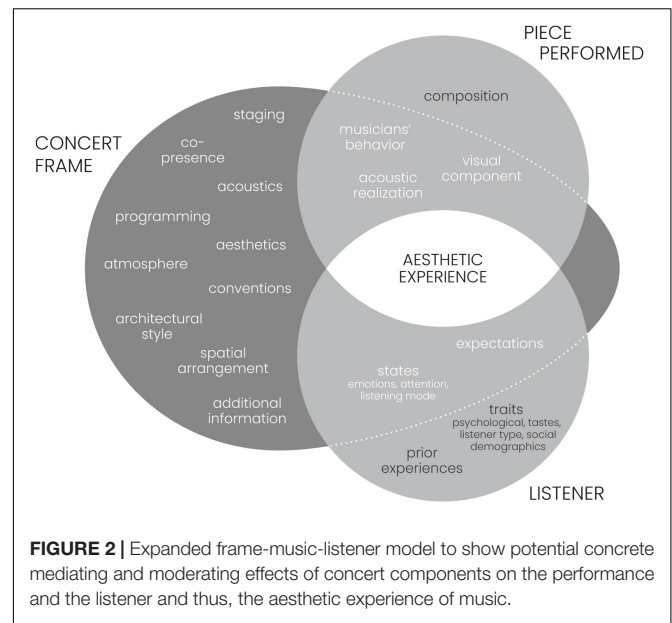 PIECE
PERFORMED
composition
musicians'
behavior
visual
component
acoustic
realization
CONCERT
FRAME
staging
co-
presence
acoustics
programming
aesthetics
atmosphere
conventions
architectural
style
spatial
arrangement
additional
information
AESTHETIC
EXPERIENCE
expectations
states
emotions, attention,
listening mode
traits
psychological, tastes,
listener type, social
demographics
prior
experiences
LISTENER
FIGURE 2 | Expanded frame-music-listener model to show potential concrete
mediating and moderating effects of concert components on the performance
and the listener and thus, the aesthetic experience of music.